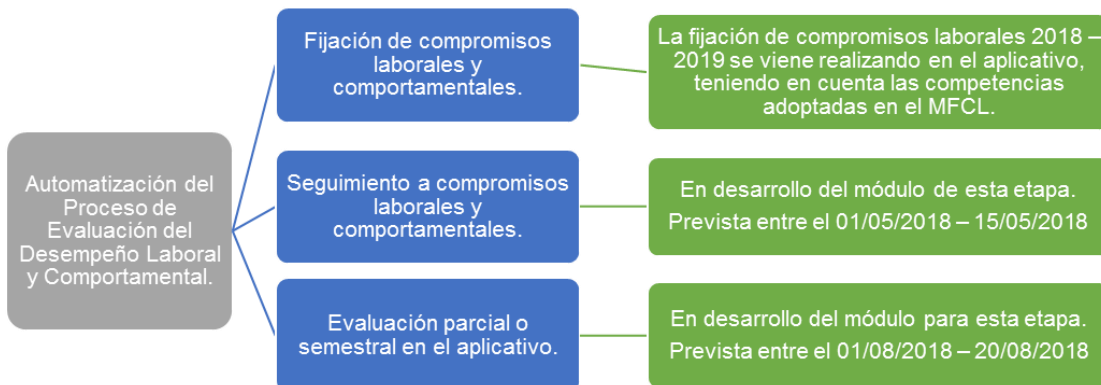 Automatización del
Proceso de
Evaluación del
Desempeño Laboral
y Comportamental.
Fijación de compromisos
laborales y
comportamentales.
La fijación de compromisos laborales 2018 –
2019 se viene realizando en el aplicativo,
teniendo en cuenta las competencias
adoptadas en el MFCL.
Seguimiento a compromisos
laborales y
comportamentales.
En desarrollo del módulo de esta etapa.
Prevista entre el 01/05/2018 – 15/05/2018
Evaluación parcial o
semestral en el aplicativo.
En desarrollo del módulo para esta etapa.
Prevista entre el 01/08/2018 – 20/08/2018